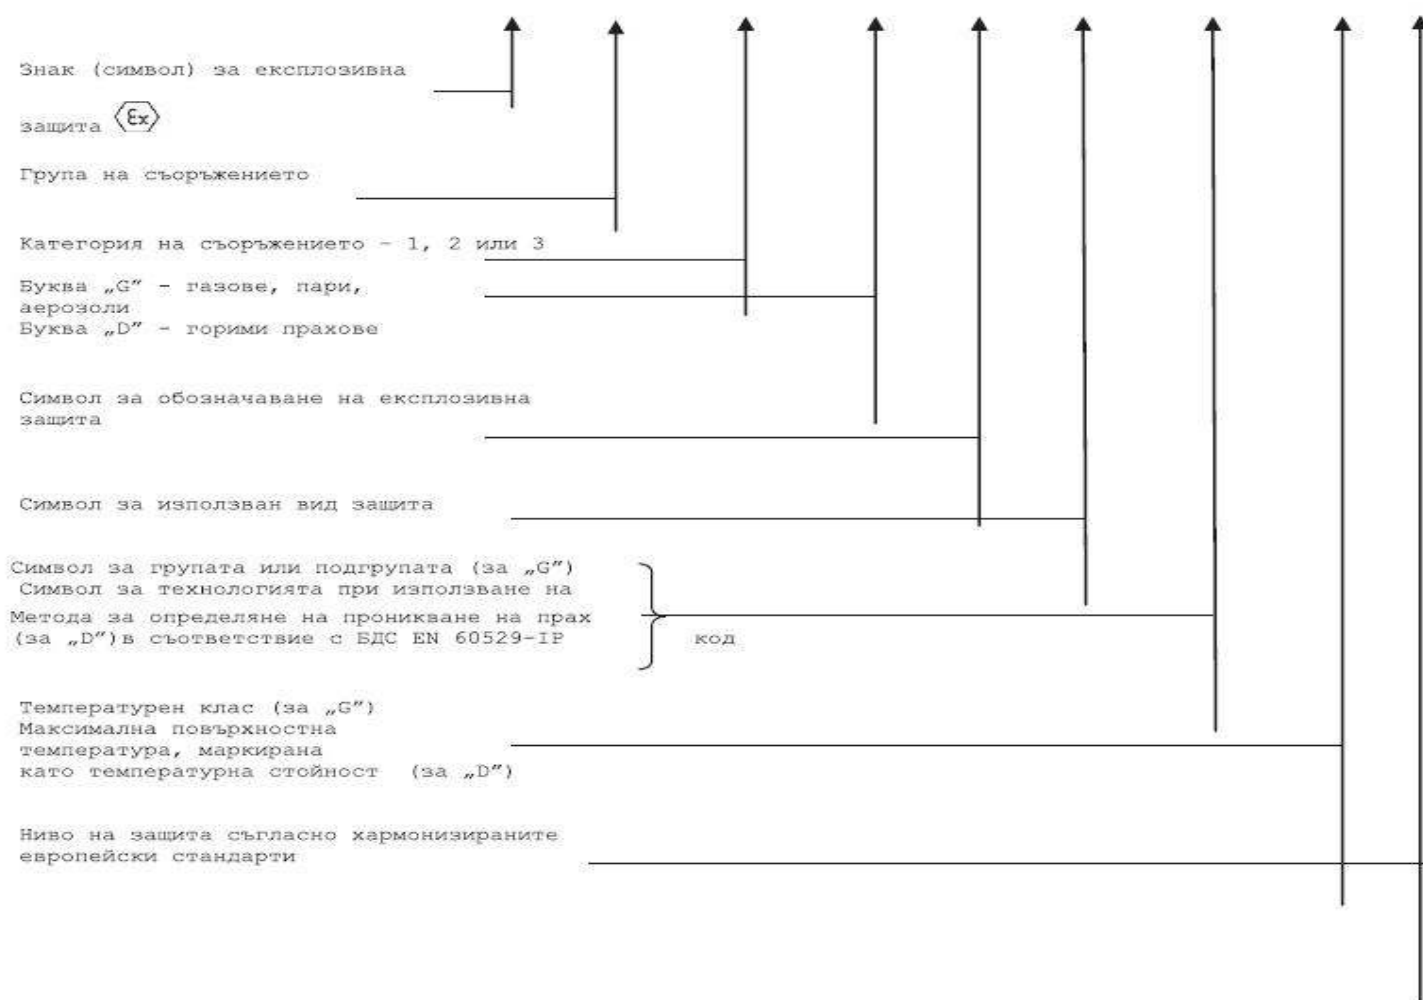 Знак (символ) за експлозивна
защита Ex
Група на съоръжението
Категория на съоръжението - 1, 2 или 3
Буква „G” - газове, пари,
аерозоли
Буква „D” - горими прахове
Символ за обозначаване на експлозивна
защита
Символ за използван вид защита
Символ за групата или подгрупата (за „G”)
Символ за технологията при използване на
Метода за определяне на проникване на прах
(за „D”)в съответствие с БДС EN 60529-IP код
Температурен клас (за „G”)
Максимална повърхностна
температура, маркирана
като температурна стойност (за „D”)
Ниво на защита съгласно хармонизираните
европейски стандарти